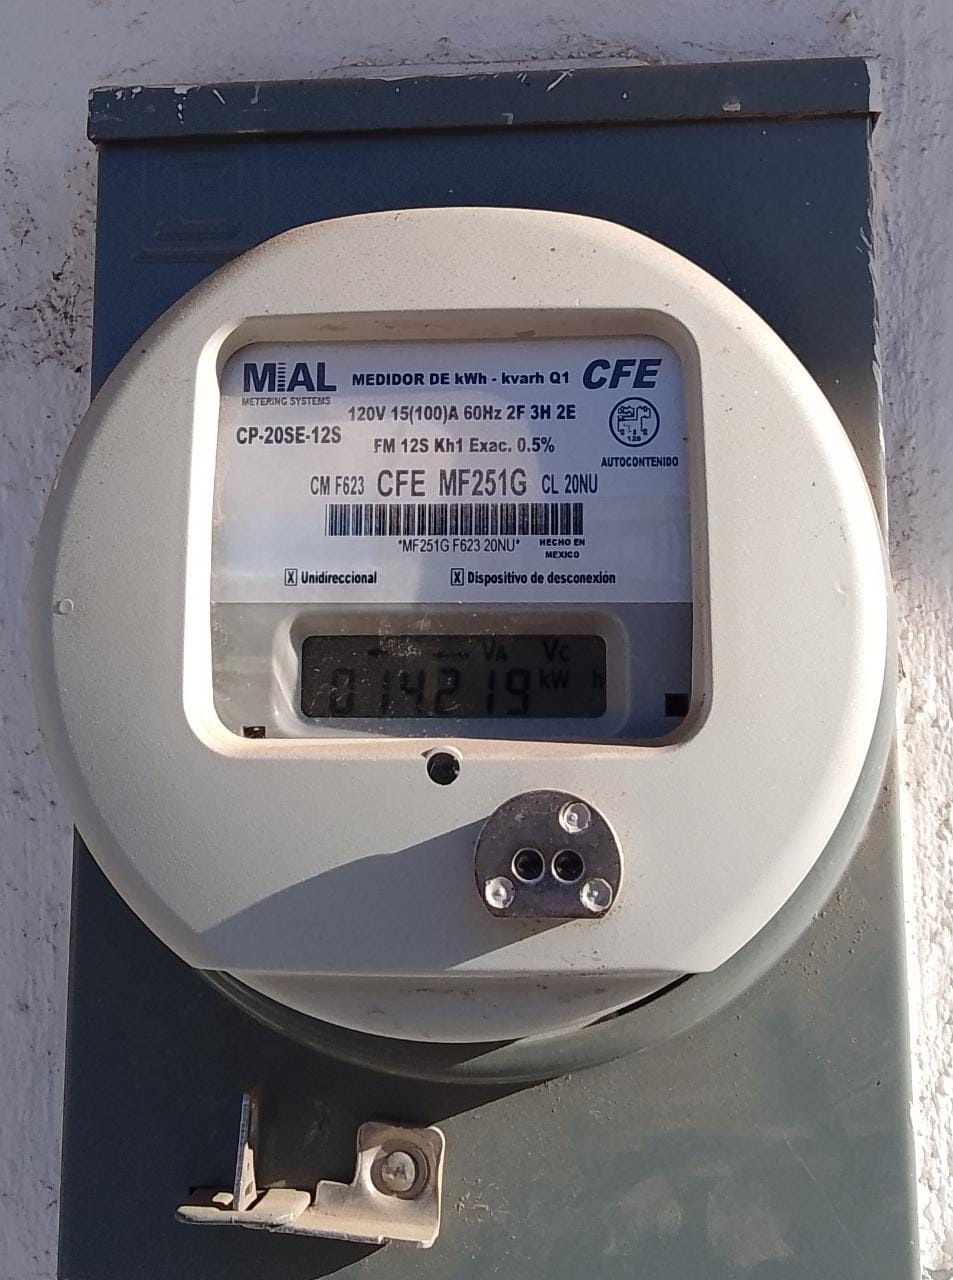 MIAL
METERING SYSTEMS
MEDIDOR DE kWh - kvarh Q1
CFE
120V 15(100)A 60Hz 2F 3H 2E
CP-20SE-12S
FM 12S Kh1 Exac. 0.5%
12S
AUTOCONTENIDO
CM F623 CFE MF251G CL 20NU
*MF251G F623 20NU*
HECHO EN
MEXICO
X Unidireccional
X Dispositivo de desconexión
VA VC
014219 kW h